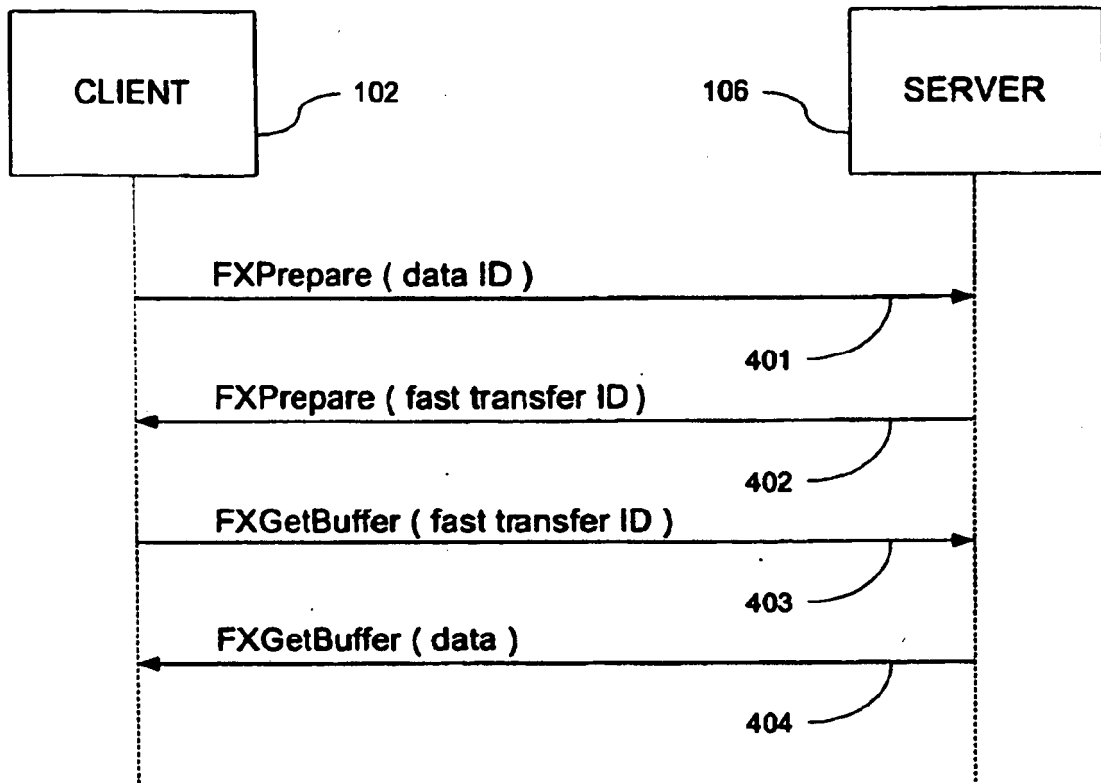 CLIENT
102
106
SERVER
FXPrepare ( data ID )
401
FXPrepare ( fast transfer ID )
402
FXGetBuffer ( fast transfer ID )
403
FXGetBuffer ( data )
404